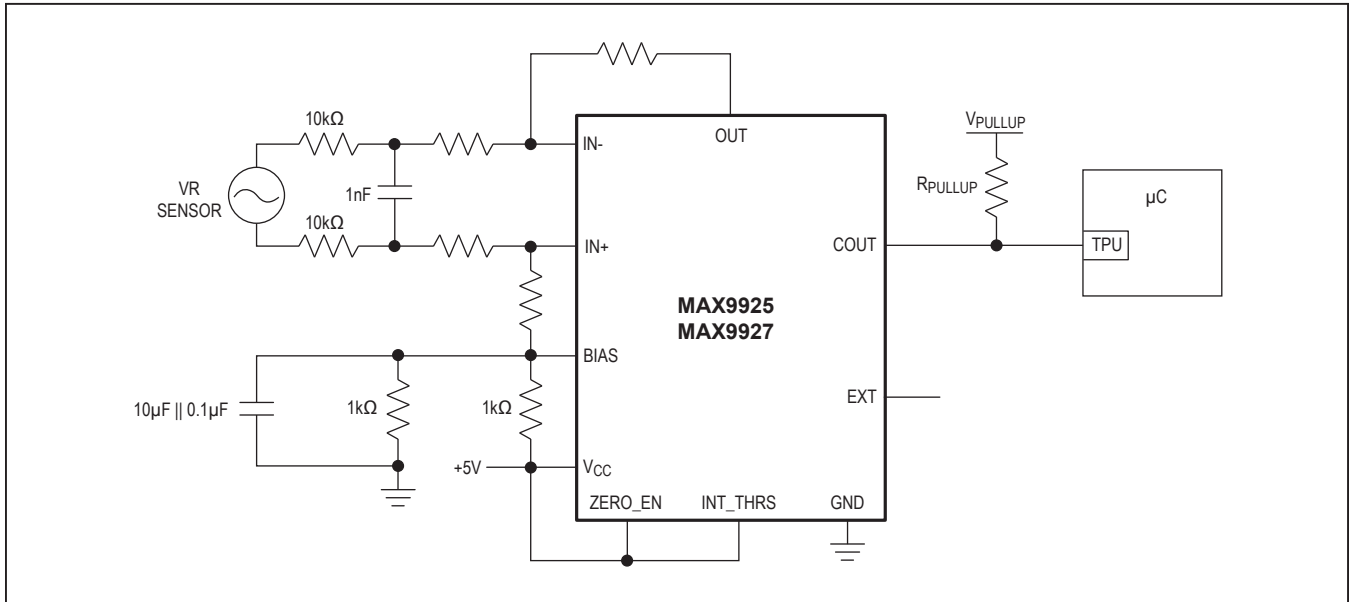 10kΩ
IN-
OUT
VPULLUP
RPULLUP
VR
SENSOR
1nF
µC
10kΩ
IN+
COUT
TPU
MAX9925
MAX9927
BIAS
10µF || 0.1µF
1kΩ
1kΩ
EXT
+5V
VCC
ZERO_EN
INT_THRS
GND